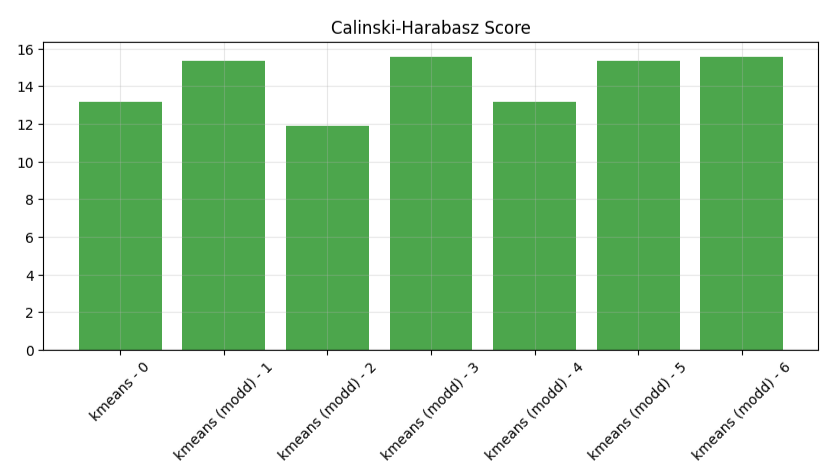 Calinski-Harabasz Score
16
14
12
10
8
6
4
2
0
kmeans - 0
kmeans (modd) - 1
kmeans (modd) - 2
kmeans (modd) - 3
kmeans (modd) - 4
kmeans (modd) - 5
kmeans (modd) - 6